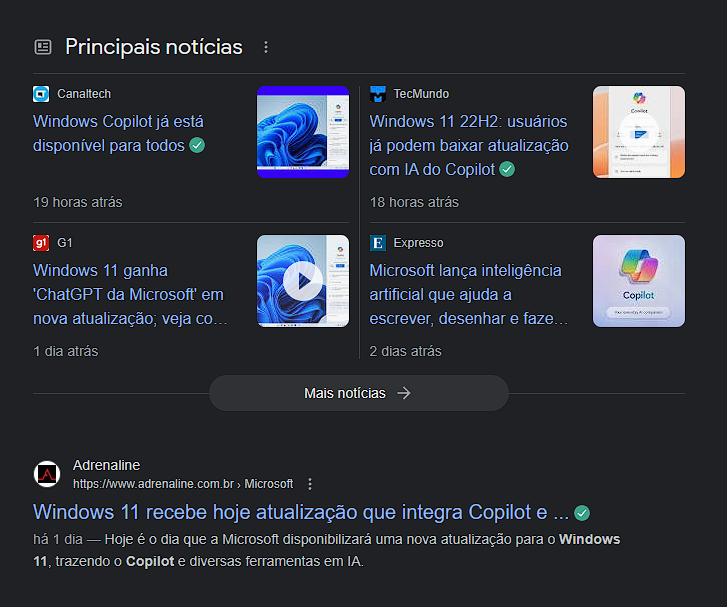 Principais notícias
Canaltech
Windows Copilot já está
disponível para todos
19 horas atrás
TecMundo
Windows 11 22H2: usuários
já podem baixar atualização
com IA do Copilot
18 horas atrás
Copilot
g1 G1
Windows 11 ganha
'ChatGPT da Microsoft' em
nova atualização; veja co...
1 dia atrás
E Expresso
Microsoft lança inteligência
artificial que ajuda a
escrever, desenhar e faze...
2 dias atrás
Copilot
Your everyday AI companion
Mais notícias
Adrenaline
https://www.adrenaline.com.br › Microsoft
Windows 11 recebe hoje atualização que integra Copilot e ...
há 1 dia — Hoje é o dia que a Microsoft disponibilizará uma nova atualização para o Windows
11, trazendo o Copilot e diversas ferramentas em IA.